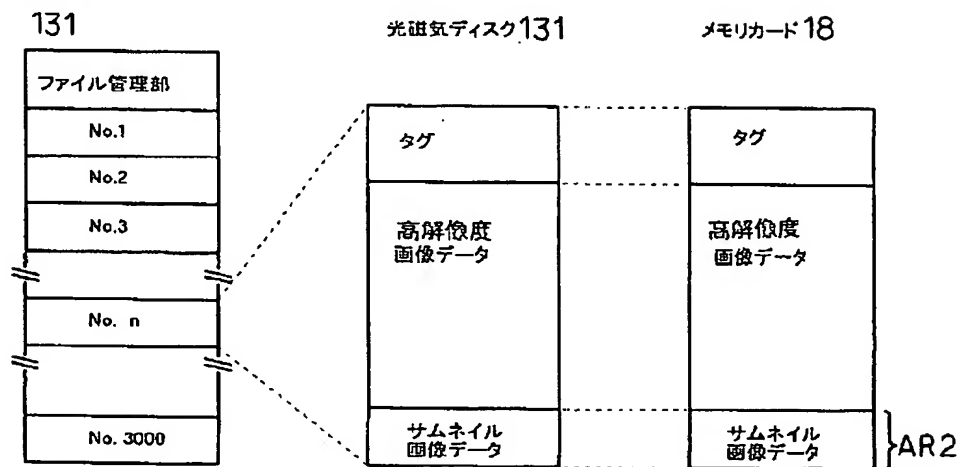 131
ファイル管理部
No.1
No.2
No.3
No. n
No. 3000
光磁気ディスク131
タグ
高解像度
画像データ
サムネイル
画像データ
メモリカード18
タグ
高解像度
画像データ
サムネイル
画像データ
AR2